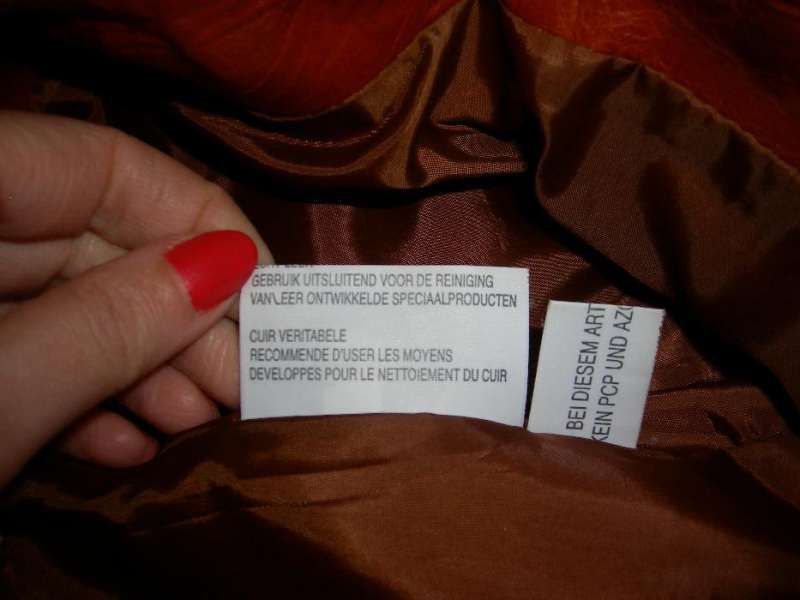 GEBRUIK UITSLUITEND VOOR DE REINIGING
VAN\LEER ONTWIKKELDE SPECIAALPRODUCTEN
CUIR VERITABELE
RECOMMENDE D'USER LES MOYENS
DEVELOPPES POUR LE NETTOIEMENT DU CUIR
BEI DIESEM ART
KEIN PCP UND AZ